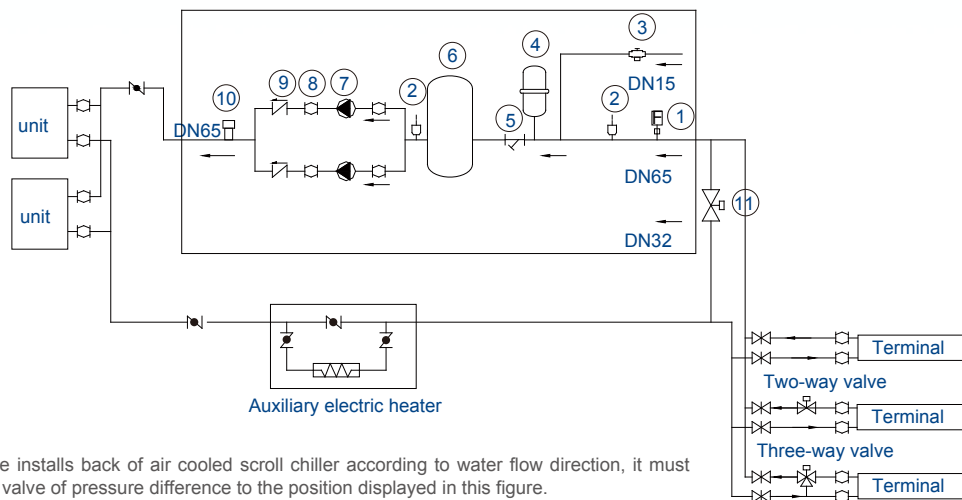 3
4
6
9
8
7
2
DN15
10
2
1
5
unit
DN65
DN65
11
unit
DN32
Terminal
Two-way valve
Auxiliary electric heater
Terminal
Three-way valve
installs back of air cooled scroll chiller according to water flow direction, it must
valve of pressure difference to the position displayed in this figure.
Terminal